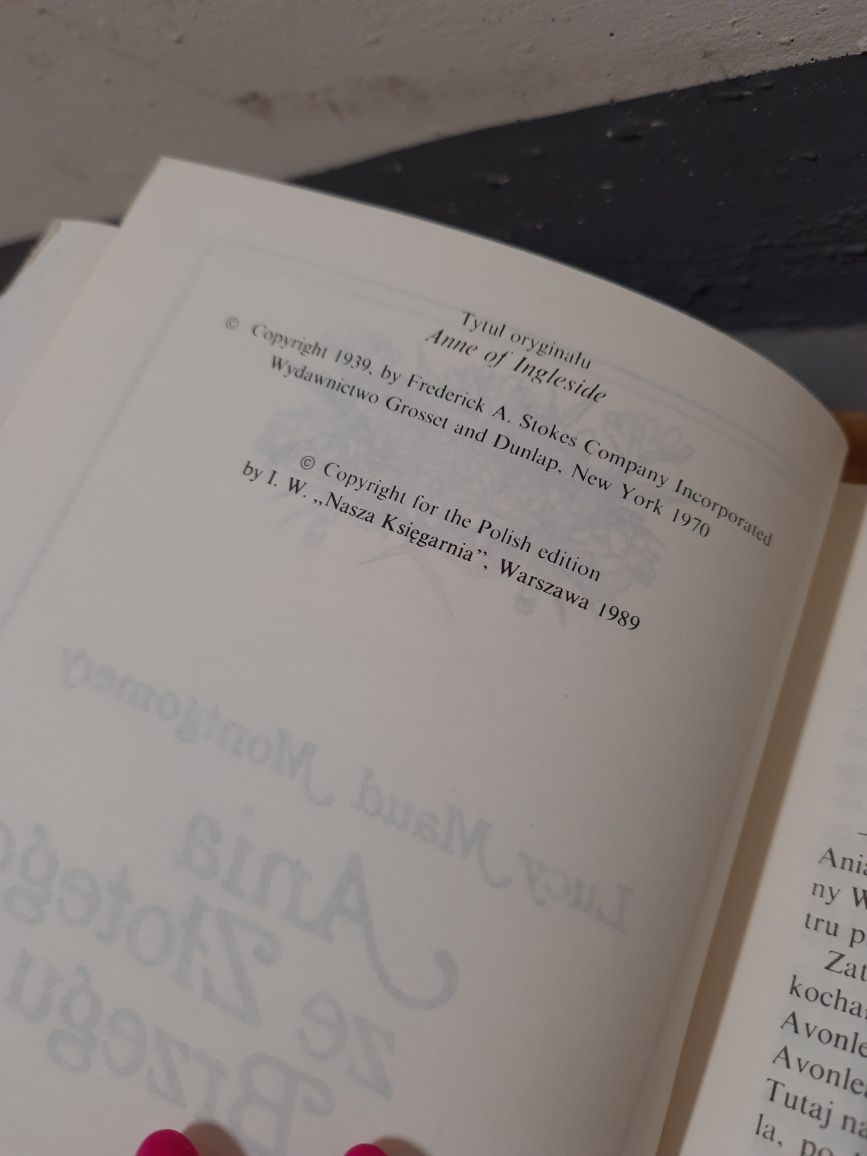 Tytuł oryginału
Anne of Ingleside
© Copyright 1939, by Frederick A. Stokes Company Incorporated
Wydawnictwo Grosset and Dunlap, New York 1970
© Copyright for the Polish edition
by I. W. „Nasza Księgarnia”, Warszawa 1989
Lucy Maud Montgomery
Ania
ze Złotego
Brzegu
Ania
ny W
tru p
Zat
kocha
Avonle
Avonlea
Tutaj na
la, po